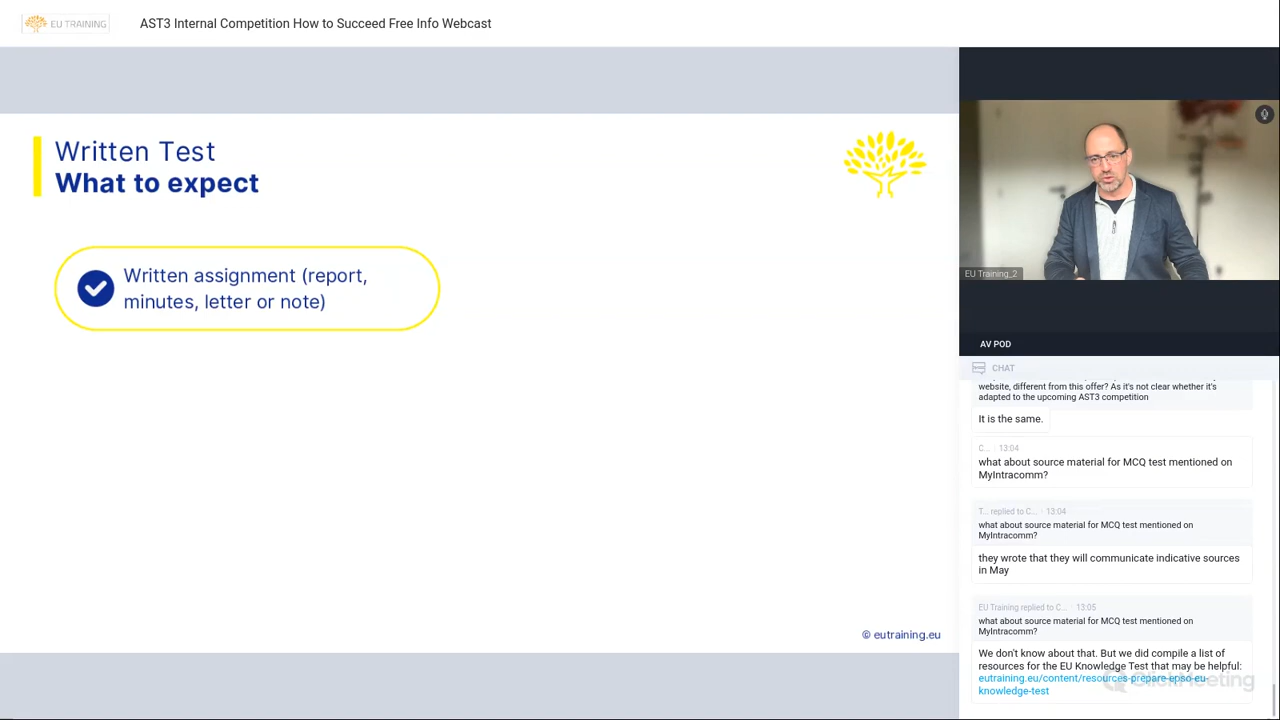 EU TRAINING
AST3 Internal Competition How to Succeed Free Info Webcast
Written Test
What to expect
Written assignment (report,
minutes, letter or note)
© eutraining.eu
EU Training_2
AV POD
CHAT
website, different from this offer? As it's not clear whether it's
adapted to the upcoming AST3 competition
It is the same.
C... · 13:04
what about source material for MCQ test mentioned on
MyIntracomm?
T... replied to C... · 13:04
what about source material for MCQ test mentioned on
MyIntracomm?
they wrote that they will communicate indicative sources
in May
EU Training replied to C... · 13:05
what about source material for MCQ test mentioned on
MyIntracomm?
We don't know about that. But we did compile a list of
resources for the EU Knowledge Test that may be helpful:
eutraining.eu/content/resources-prepare-epso-eu-
knowledge-test
ClickMeeting